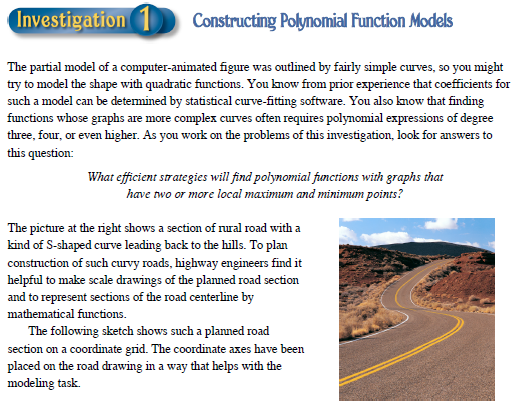 Investigation 1 Constructing Polynomial Function Models
The partial model of a computer-animated figure was outlined by fairly simple curves, so you might
try to model the shape with quadratic functions. You know from prior experience that coefficients for
such a model can be determined by statistical curve-fitting software. You also know that finding
functions whose graphs are more complex curves often requires polynomial expressions of degree
three, four, or even higher. As you work on the problems of this investigation, look for answers to
this question:
What efficient strategies will find polynomial functions with graphs that
have two or more local maximum and minimum points?
The picture at the right shows a section of rural road with a
kind of S-shaped curve leading back to the hills. To plan
construction of such curvy roads, highway engineers find it
helpful to make scale drawings of the planned road section
and to represent sections of the road centerline by
mathematical functions.
The following sketch shows such a planned road
section on a coordinate grid. The coordinate axes have been
placed on the road drawing in a way that helps with the
modeling task.